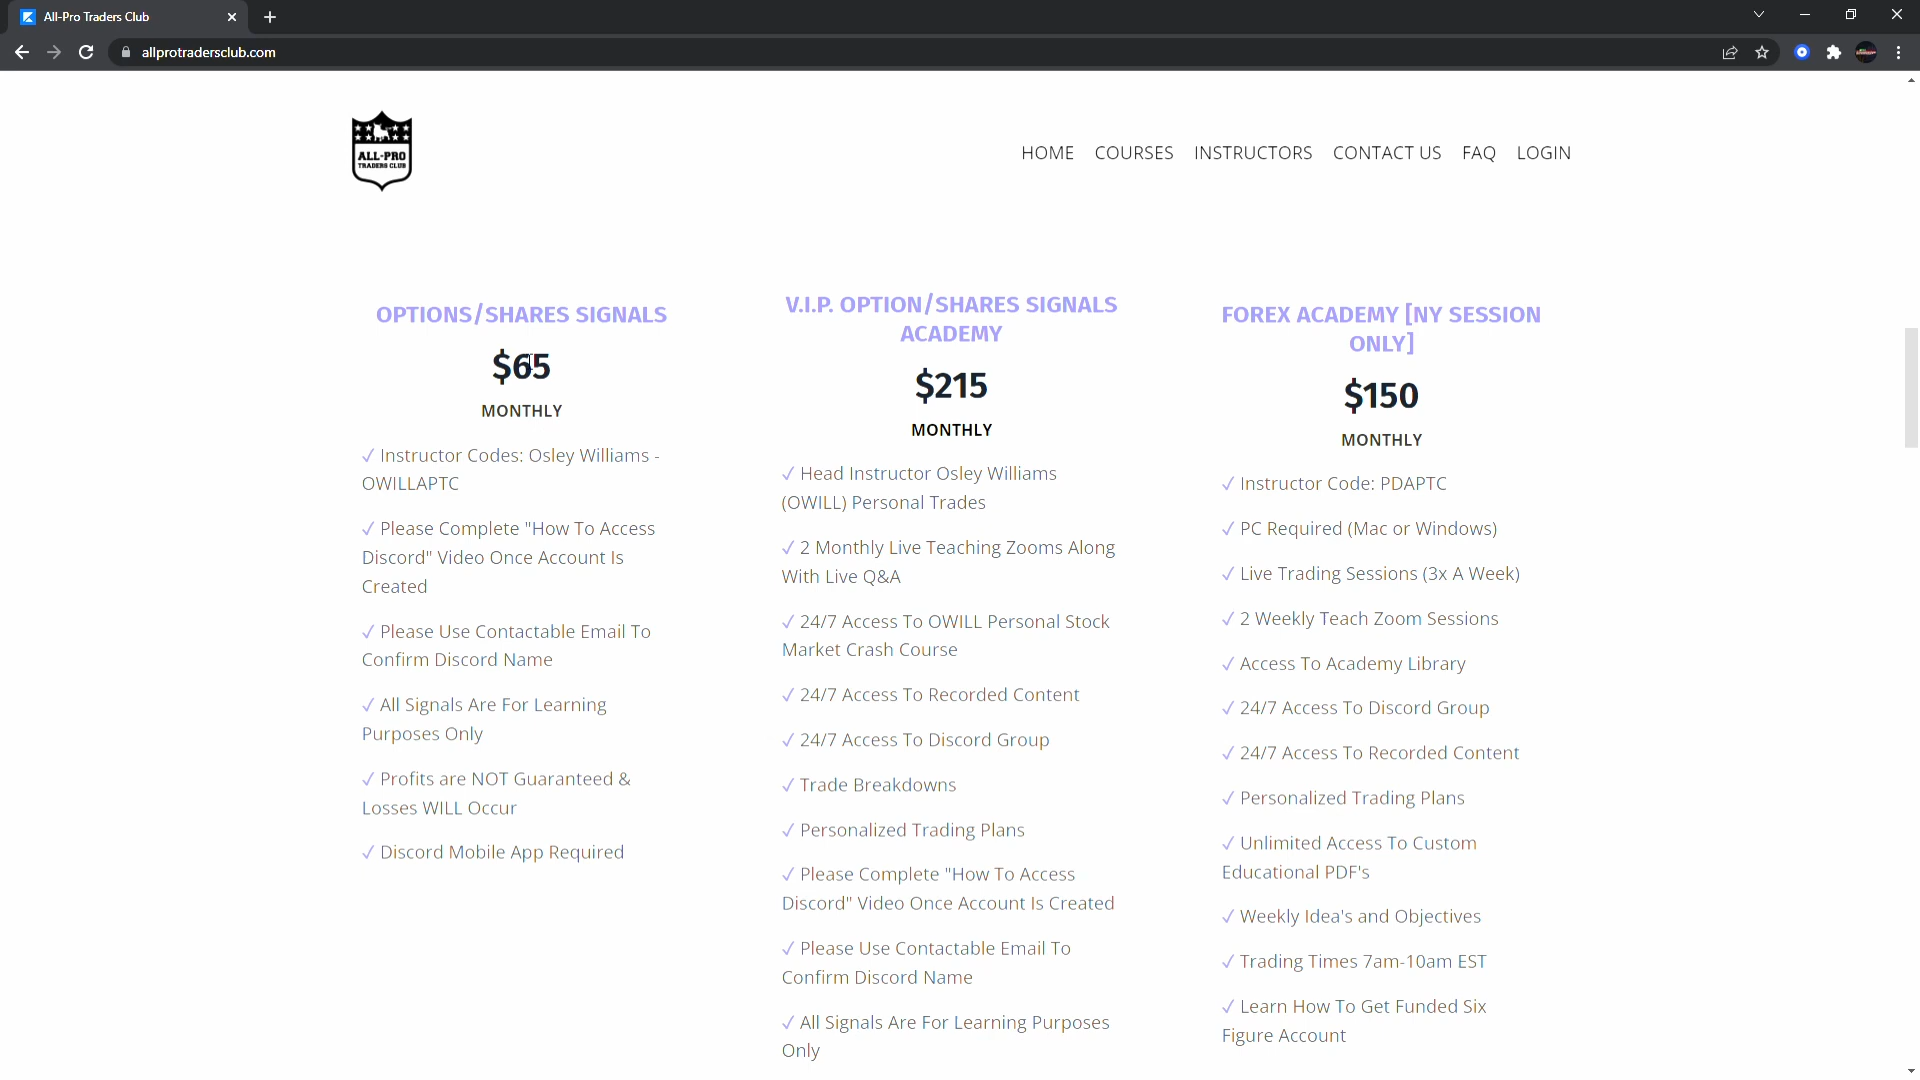 All-Pro Traders Club
allprotradersclub.com
ALL-PRO
TRADERS CLUB
HOME COURSES INSTRUCTORS CONTACT US FAQ LOGIN
OPTIONS/SHARES SIGNALS
$65
MONTHLY
✓ Instructor Codes: Osley Williams -
OWILLAPTC
✓ Please Complete "How To Access
Discord" Video Once Account Is
Created
✓ Please Use Contactable Email To
Confirm Discord Name
✓ All Signals Are For Learning
Purposes Only
✓ Profits are NOT Guaranteed &
Losses WILL Occur
✓ Discord Mobile App Required
V.I.P. OPTION/SHARES SIGNALS
ACADEMY
$215
MONTHLY
✓ Head Instructor Osley Williams
(OWILL) Personal Trades
✓ 2 Monthly Live Teaching Zooms Along
With Live Q&A
✓ 24/7 Access To OWILL Personal Stock
Market Crash Course
✓ 24/7 Access To Recorded Content
✓ 24/7 Access To Discord Group
✓ Trade Breakdowns
✓ Personalized Trading Plans
✓ Please Complete "How To Access
Discord" Video Once Account Is Created
✓ Please Use Contactable Email To
Confirm Discord Name
✓ All Signals Are For Learning Purposes
Only
FOREX ACADEMY [NY SESSION
ONLY]
$150
MONTHLY
✓ Instructor Code: PDAPTC
✓ PC Required (Mac or Windows)
✓ Live Trading Sessions (3x A Week)
✓ 2 Weekly Teach Zoom Sessions
✓ Access To Academy Library
✓ 24/7 Access To Discord Group
✓ 24/7 Access To Recorded Content
✓ Personalized Trading Plans
✓ Unlimited Access To Custom
Educational PDF's
✓ Weekly Idea's and Objectives
✓ Trading Times 7am-10am EST
✓ Learn How To Get Funded Six
Figure Account